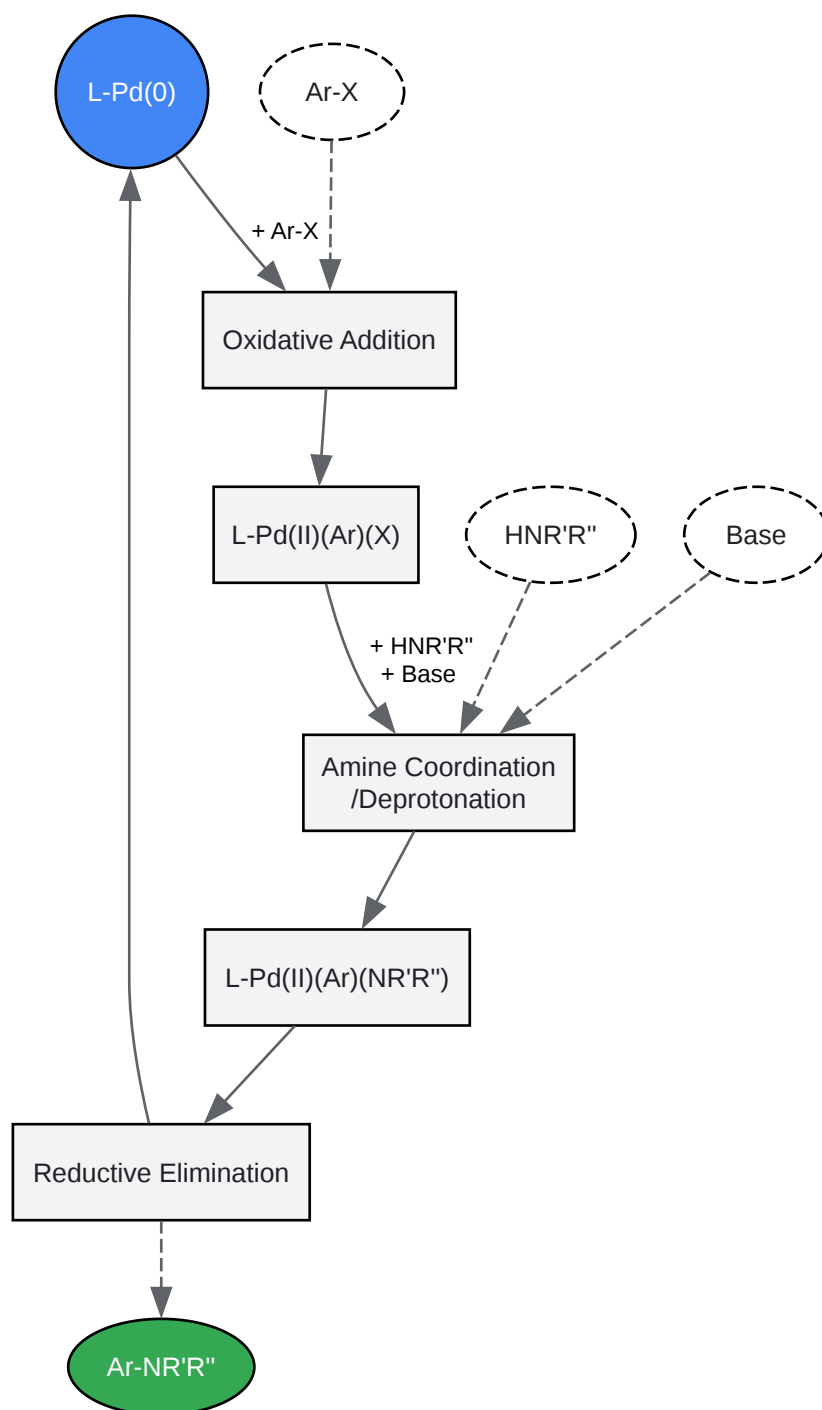 L-Pd(0)
Ar-X
+ Ar-X
Oxidative Addition
L-Pd(II)(Ar)(X)
HNR'R"
Base
+ HNR'R"
+ Base
Amine Coordination
/Deprotonation
L-Pd(II)(Ar)(NR'R")
Reductive Elimination
Ar-NR'R"